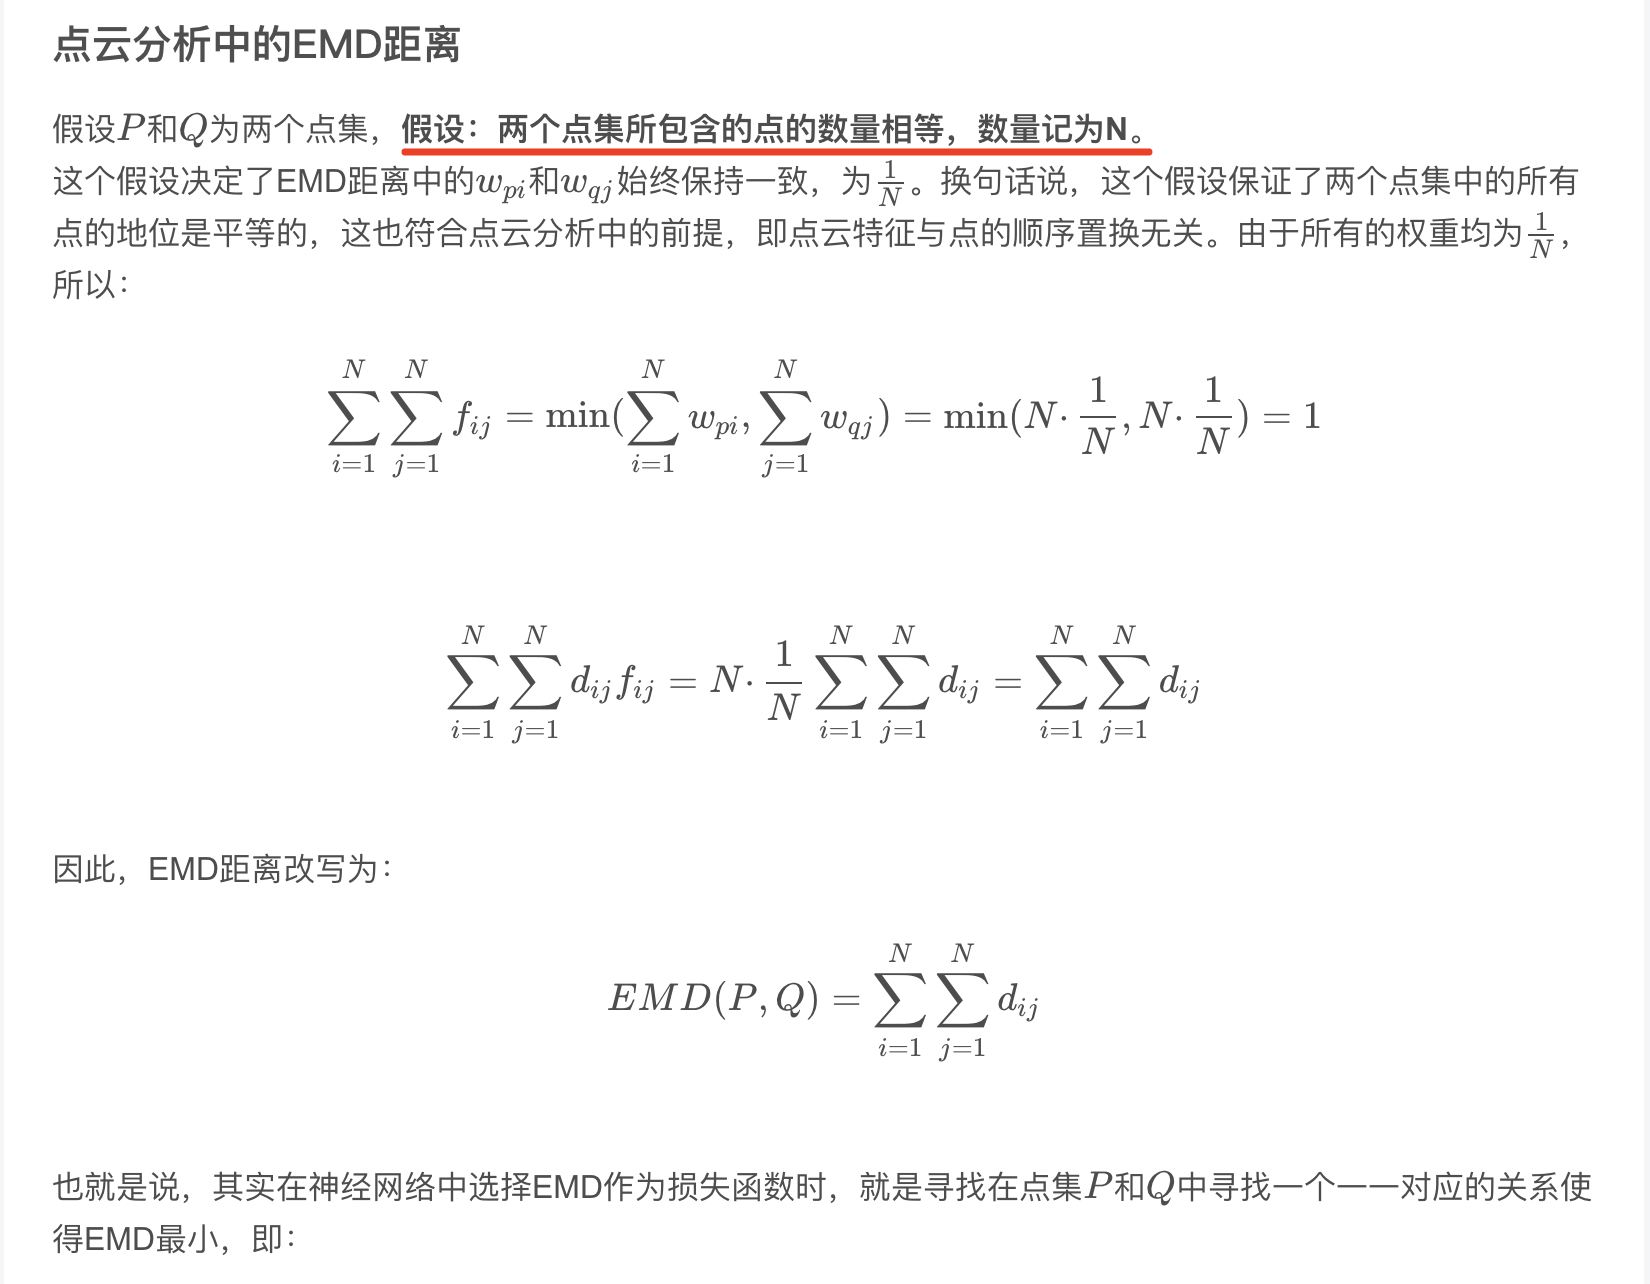 点云分析中的EMD距离
假设P和Q为两个点集，假设：两个点集所包含的点的数量相等，数量记为N。
这个假设决定了EMD距离中的w_{pi}和w_{qj}始终保持一致，为\frac{1}{N}。换句话说，这个假设保证了两个点集中的所有
点的地位是平等的，这也符合点云分析中的前提，即点云特征与点的顺序置换无关。由于所有的权重均为\frac{1}{N}，
所以：
\sum_{i=1}^{N}\sum_{j=1}^{N} f_{ij} = \min(\sum_{i=1}^{N} w_{pi}, \sum_{j=1}^{N} w_{qj}) = \min(N \cdot \frac{1}{N}, N \cdot \frac{1}{N}) = 1
\sum_{i=1}^{N}\sum_{j=1}^{N} d_{ij} f_{ij} = N \cdot \frac{1}{N} \sum_{i=1}^{N}\sum_{j=1}^{N} d_{ij} = \sum_{i=1}^{N}\sum_{j=1}^{N} d_{ij}
因此，EMD距离改写为：
EMD(P, Q) = \sum_{i=1}^{N}\sum_{j=1}^{N} d_{ij}
也就是说，其实在神经网络中选择EMD作为损失函数时，就是寻找在点集P和Q中寻找一个一一对应的关系使
得EMD最小，即：